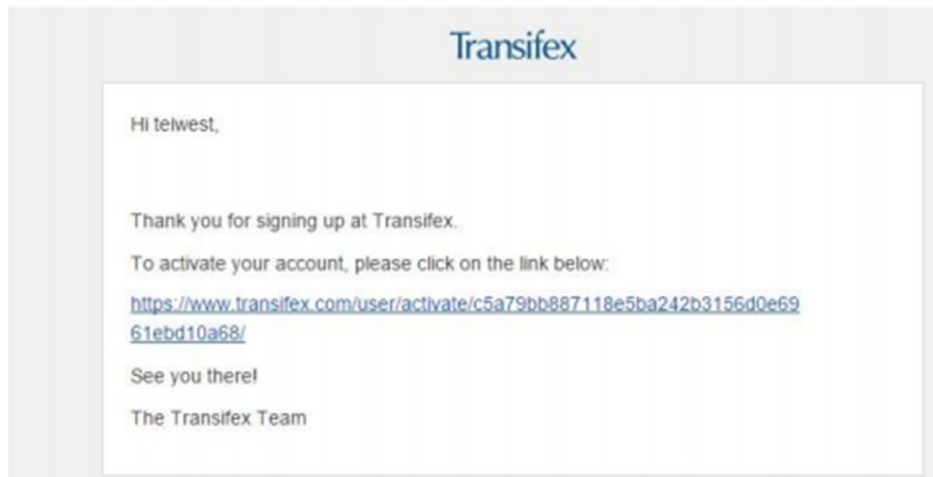 Transifex
Hi telwest,
Thank you for signing up at Transifex.
To activate your account, please click on the link below:
https://www.transifex.com/user/activate/c5a79bb887118e5ba242b3156d0e69
61ebd10a68/
See you there!
The Transifex Team